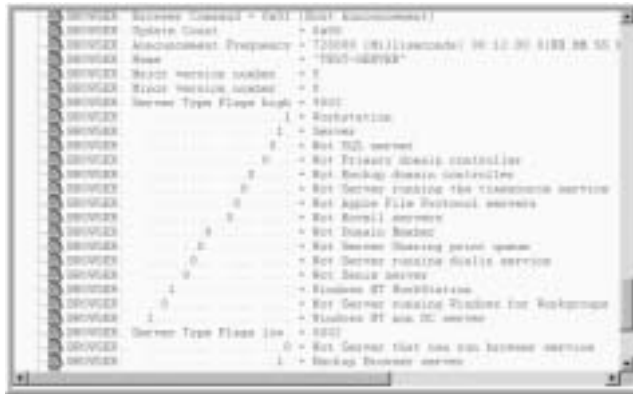 BROWSER Browser Command = 0x01 [Host Announcement]
BROWSER Update Count = 0x00
BROWSER Announcement Frequency = 720000 [Milliseconds]
BROWSER Name = "TEST-SERVER"
BROWSER Major version number =
BROWSER Minor version number =
BROWSER Server Type Flags high =
BROWSER 1 = Workstation
BROWSER 1 = Server
BROWSER 0 = Not SQL server
BROWSER 0 = Not Primary domain controller
BROWSER 0 = Not Backup domain controller
BROWSER 0 = Not Server running the timesource service
BROWSER 0 = Not Apple File Protocol servers
BROWSER 0 = Not Novell servers
BROWSER 0 = Not Domain Member
BROWSER 0 = Not Server Sharing print queue
BROWSER 0 = Not Server running dialin service
BROWSER 0 = Not Xenix server
BROWSER 1 = Windows NT Workstation
BROWSER 0 = Not Server running Windows for Workgroups
BROWSER 1 = Windows NT non DC server
BROWSER Server Type Flags low =
BROWSER 0 = Not Server that can run browser service
BROWSER 1 = Backup Browser server